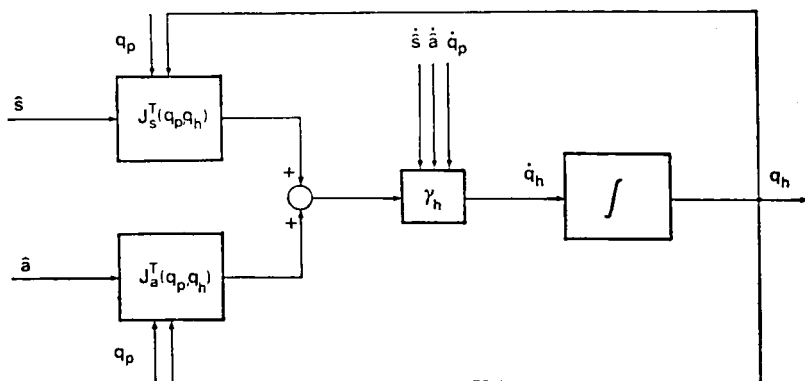 q_p
ŝ
J_s^T(q_p,q_h)
+
+
â
J_a^T(q_p,q_h)
q_p
ŝ̇ â̇ q̇_p
γ_h
q̇_h
∫
q_h